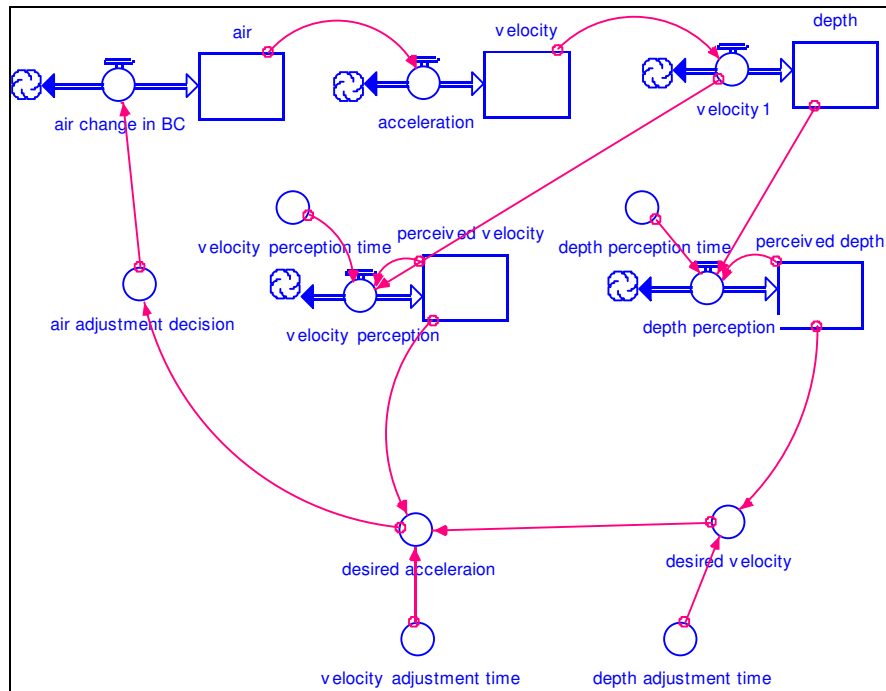 air
velocity
depth
air change in BC
acceleration
velocity 1
velocity perception time
perceived velocity
depth perception time
perceived depth
air adjustment decision
velocity perception
depth perception
desired acceleraion
desired velocity
velocity adjustment time
depth adjustment time